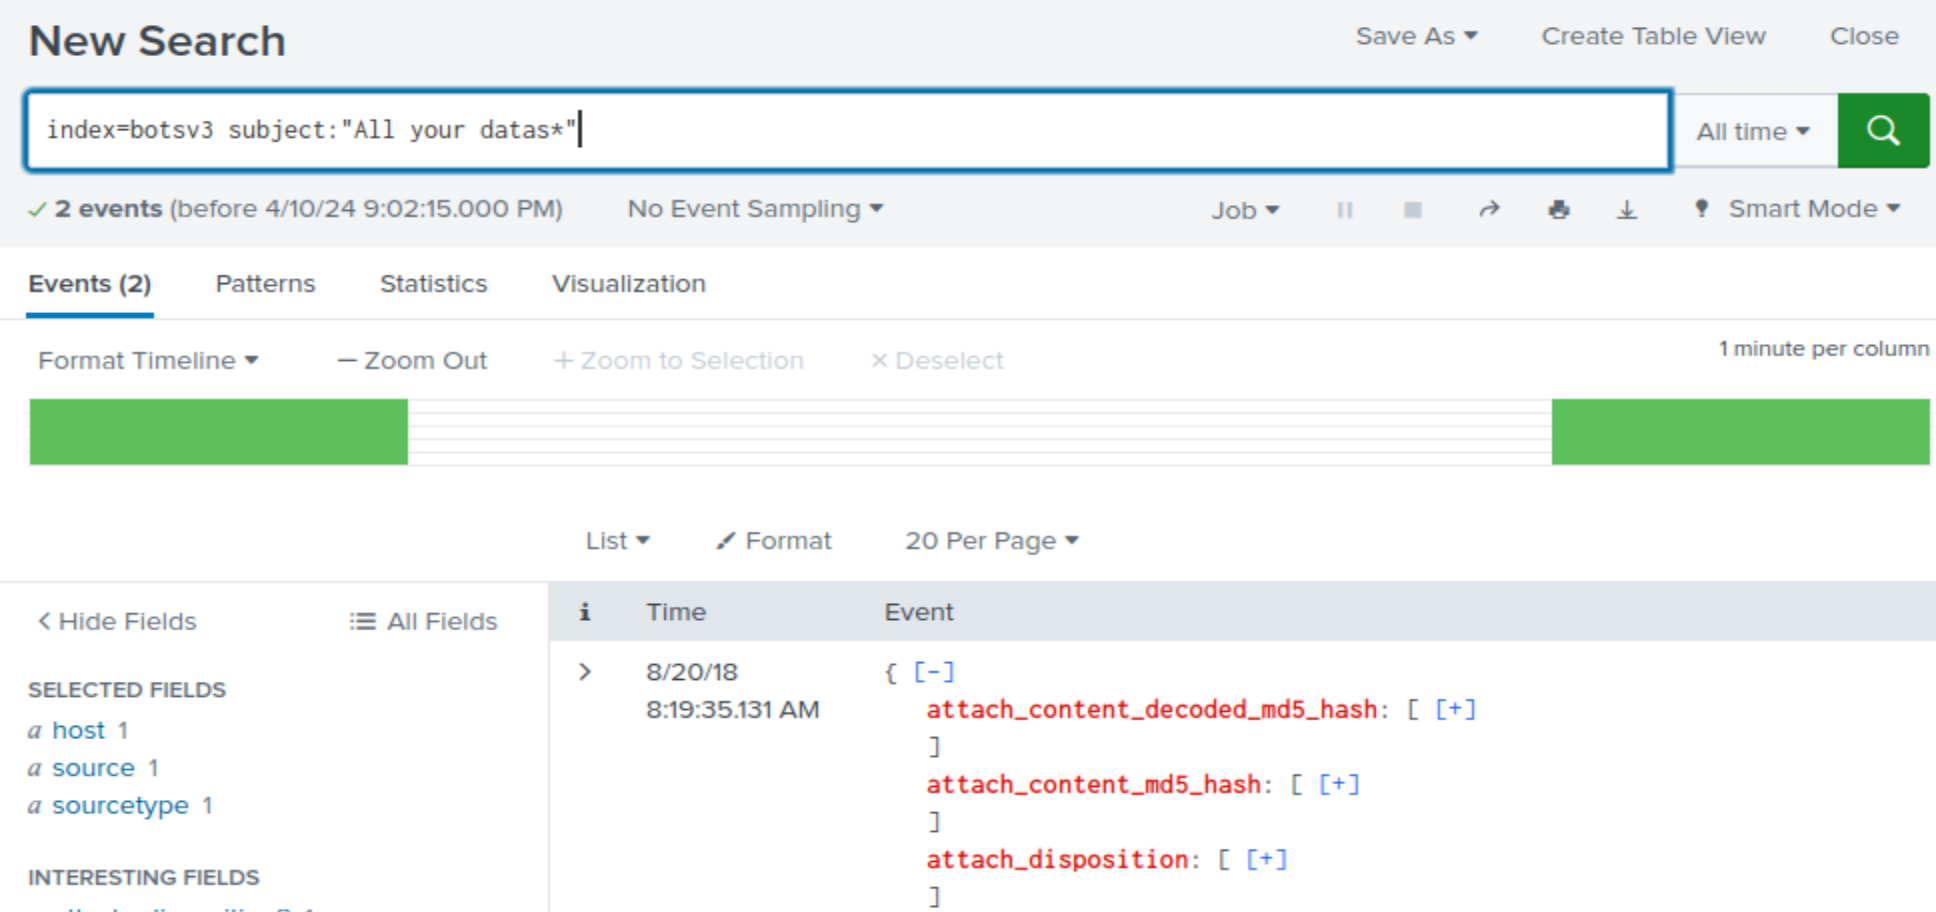 New Search
Save As Create Table View Close
index=botsv3 subject:"All your datas*"
All time
2 events (before 4/10/24 9:02:15.000 PM) No Event Sampling Job Smart Mode
Events (2) Patterns Statistics Visualization
Format Timeline — Zoom Out + Zoom to Selection × Deselect
1 minute per column
List Format 20 Per Page
< Hide Fields All Fields
i Time Event
SELECTED FIELDS
a host 1
a source 1
a sourcetype 1
INTERESTING FIELDS
> 8/20/18 { [-]
8:19:35.131 AM attach_content_decoded_md5_hash: [ [+]
]
attach_content_md5_hash: [ [+]
]
attach_disposition: [ [+]
]